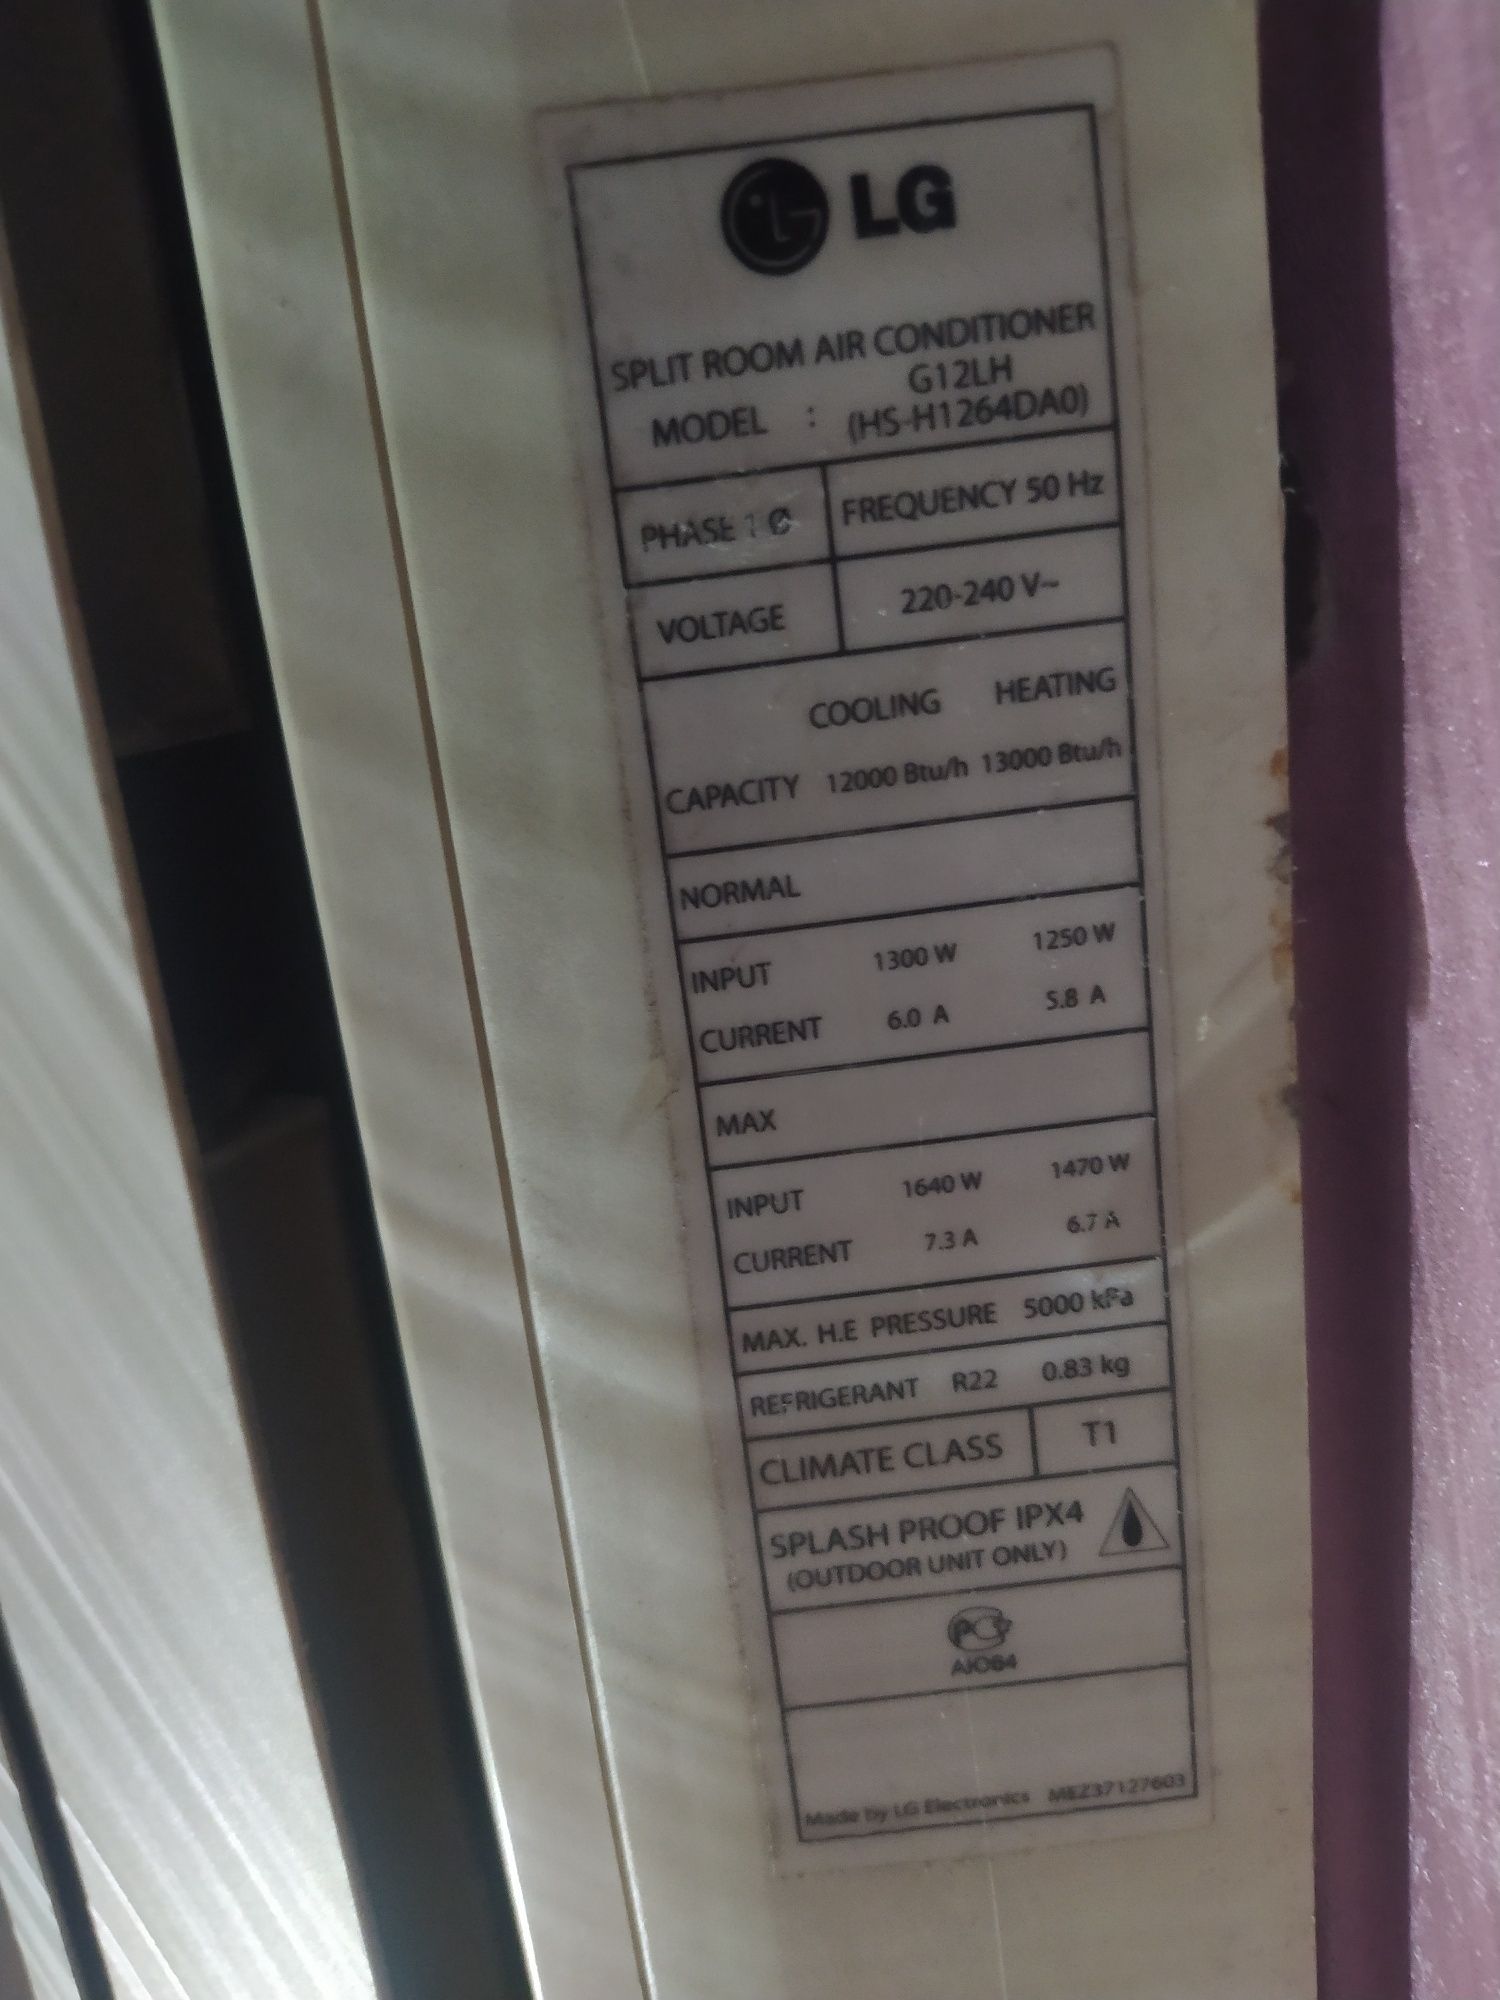 LG
SPLIT ROOM AIR CONDITIONER
G12LH
MODEL : (HS-H1264DA0)
PHASE 1 Ø FREQUENCY 50 Hz
VOLTAGE 220-240 V~
COOLING HEATING
CAPACITY 12000 Btu/h 13000 Btu/h
NORMAL
INPUT 1300 W 1250 W
CURRENT 6.0 A 5.8 A
MAX
INPUT 1640 W 1470 W
CURRENT 7.3 A 6.7 A
MAX. H.E PRESSURE 5000 kPa
REFRIGERANT R22 0.83 kg
CLIMATE CLASS T1
SPLASH PROOF IPX4
(OUTDOOR UNIT ONLY)
Made by LG Electronics MEZ37127603